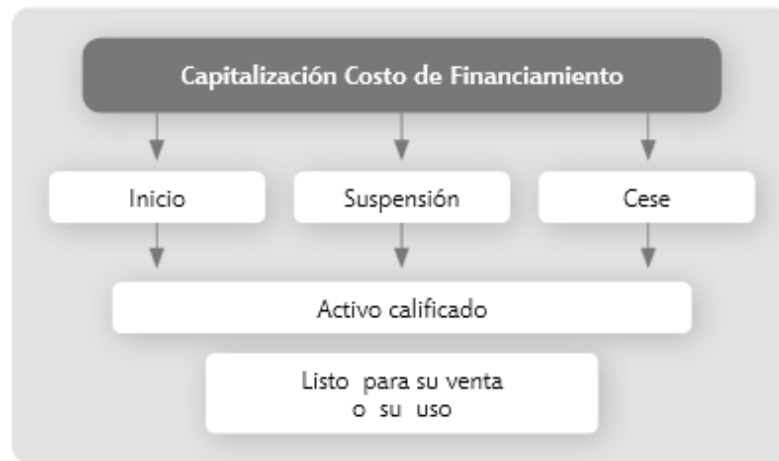 Capitalización Costo de Financiamiento
Inicio
Suspensión
Cese
Activo calificado
Listo para su venta
o su uso